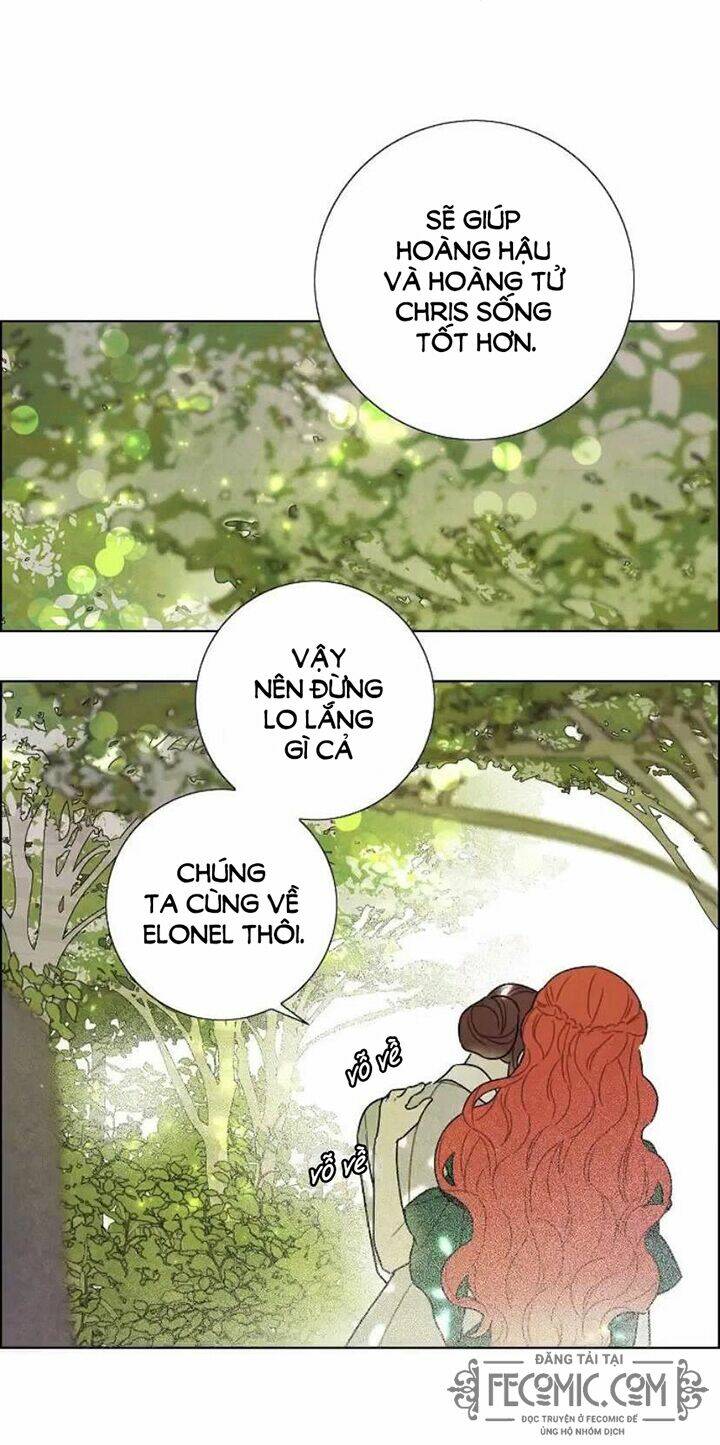 SẼ GIÚP
HOÀNG HẬU
VÀ HOÀNG TỬ
CHRIS SỐNG
TỐT HƠN.
VẬY
NÊN ĐỪNG
LO LẮNG
GÌ CẢ
CHÚNG
TA CÙNG VỀ
ELONEL THÔI.
VỖ VỀ
VỖ VỀ
ĐĂNG TẢI TẠI
FECOMIC.COM
ĐỌC TRUYỆN Ở FECOMIC ĐỂ
ỦNG HỘ NHÓM DỊCH